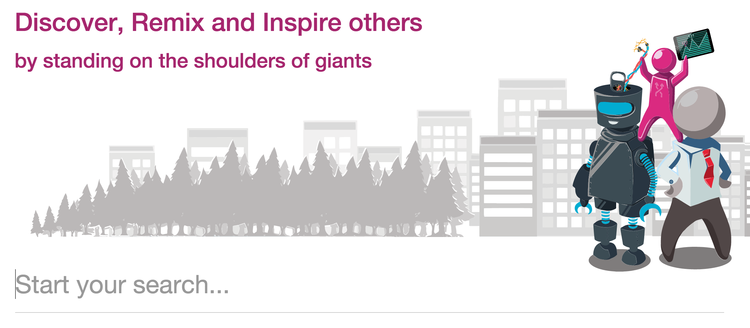 Discover, Remix and Inspire others
by standing on the shoulders of giants
Start your search...